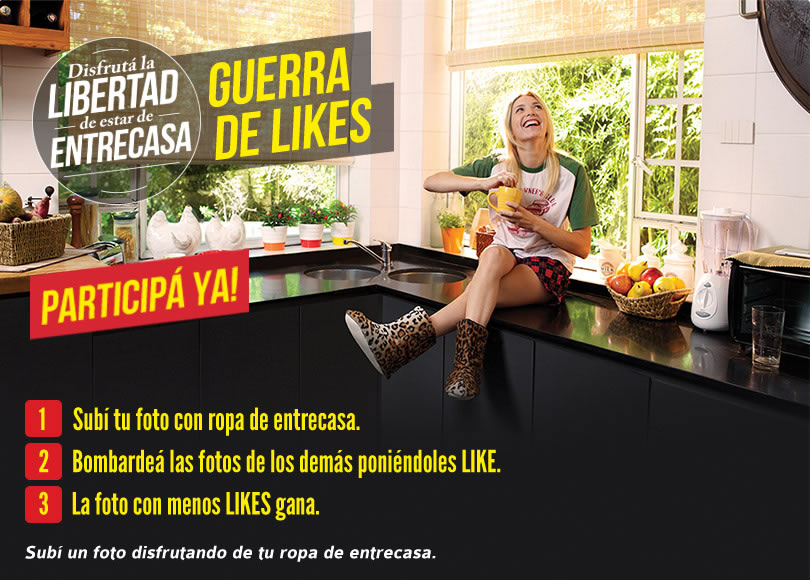 Disfrutá la
LIBERTAD
de estar de
ENTRECASA
GUERRA
DE LIKES
PARTICIPÁ YA!
1 Subí tu foto con ropa de entrecasa.
2 Bombardeá las fotos de los demás poniéndoles LIKE.
3 La foto con menos LIKES gana.
Subí un foto disfrutando de tu ropa de entrecasa.